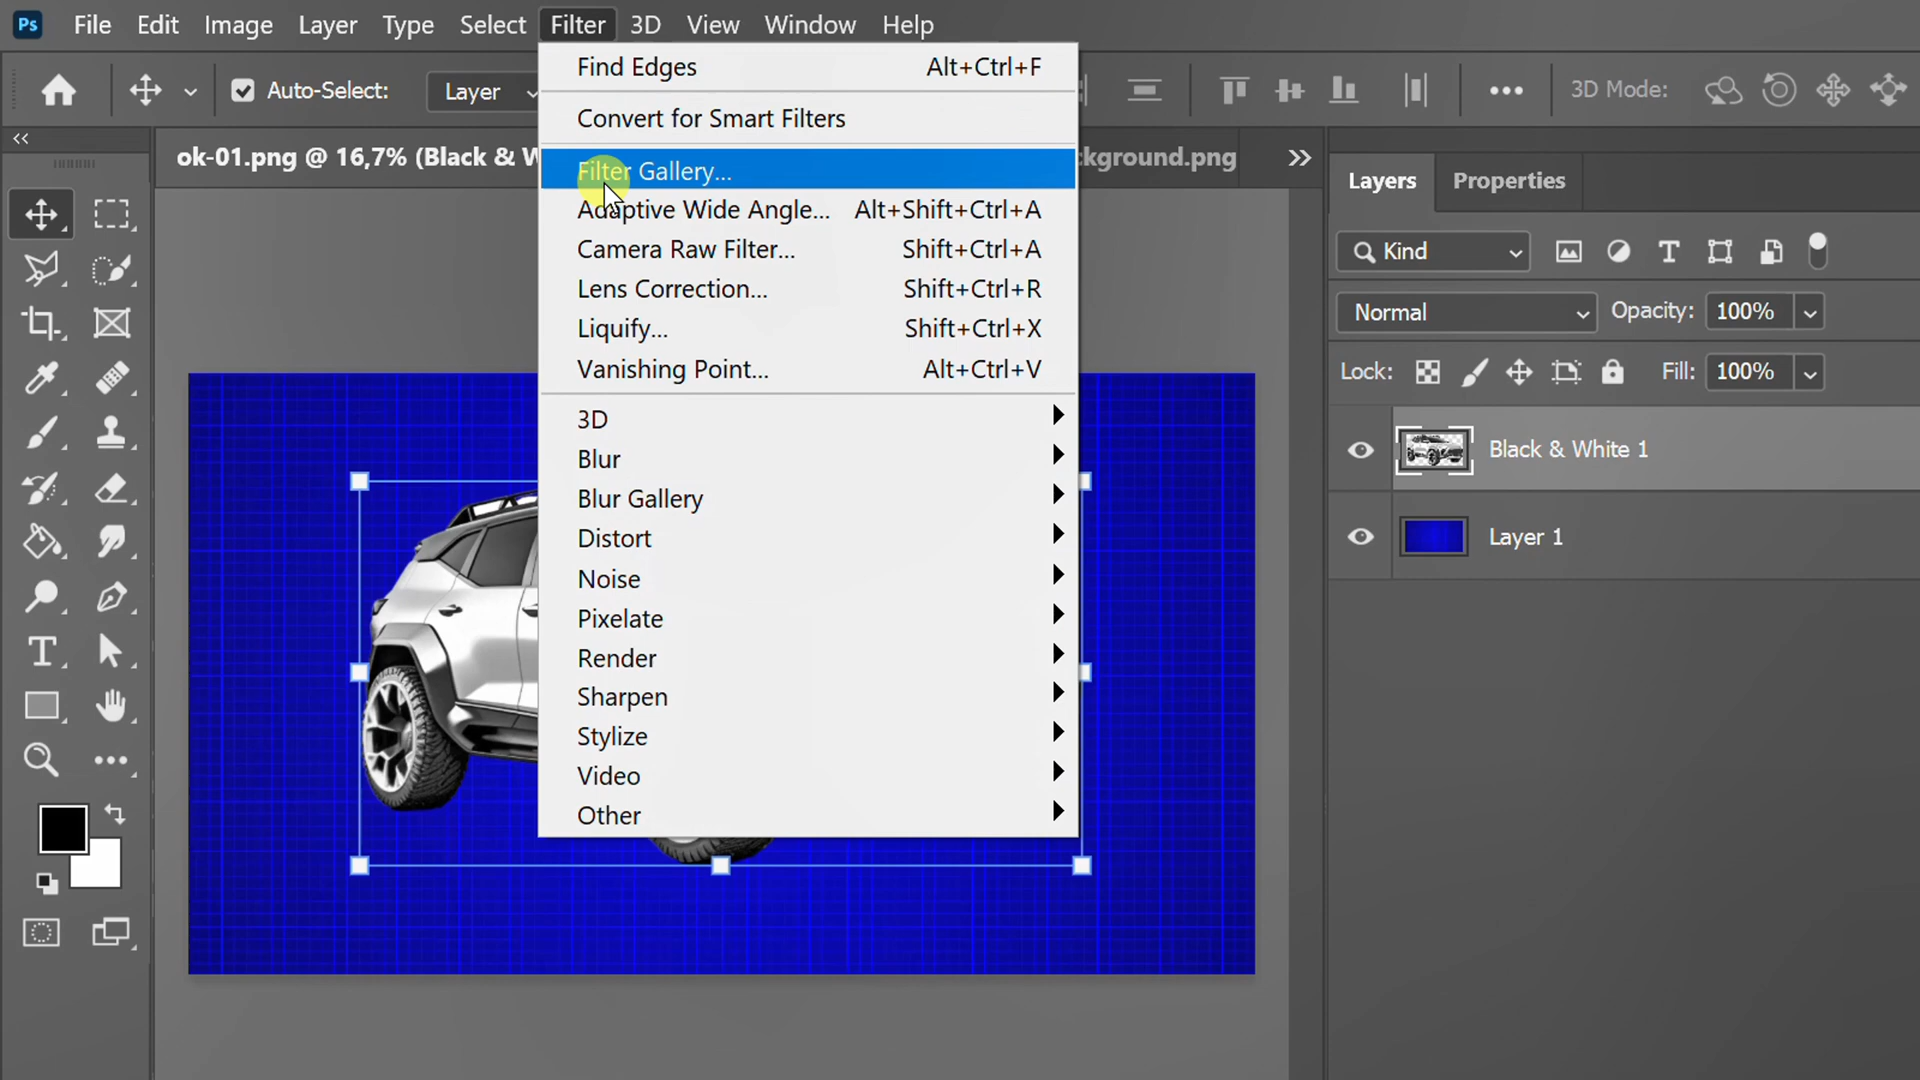 Ps File Edit Image Layer Type Select Filter 3D View Window Help
Auto-Select: Layer
3D Mode:
ok-01.png @ 16,7% (Black & W
ckground.png
Find Edges Alt+Ctrl+F
Convert for Smart Filters
Filter Gallery...
Adaptive Wide Angle... Alt+Shift+Ctrl+A
Camera Raw Filter... Shift+Ctrl+A
Lens Correction... Shift+Ctrl+R
Liquify... Shift+Ctrl+X
Vanishing Point... Alt+Ctrl+V
3D
Blur
Blur Gallery
Distort
Noise
Pixelate
Render
Sharpen
Stylize
Video
Other
Layers Properties
Kind
Normal Opacity: 100%
Lock: Fill: 100%
Black & White 1
Layer 1